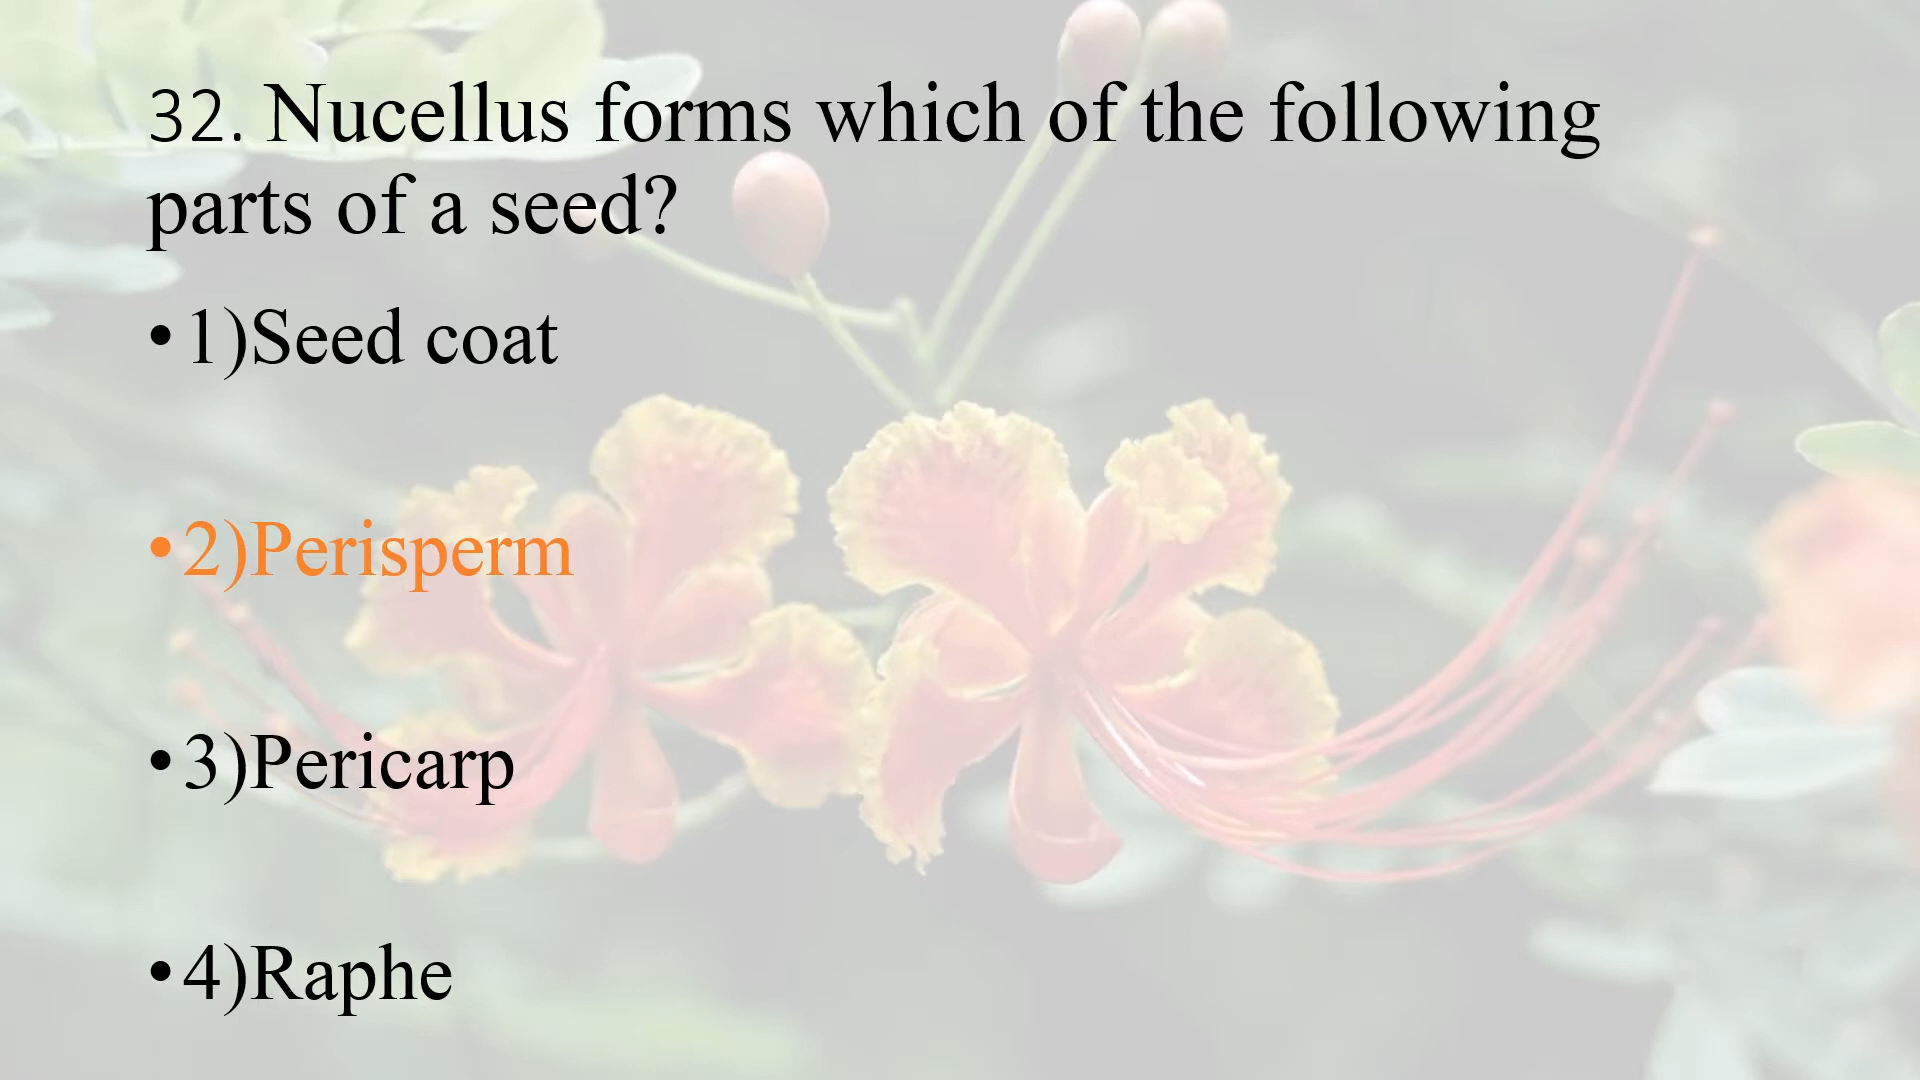 32. Nucellus forms which of the following
parts of a seed?
• 1)Seed coat
• 2)Perisperm
• 3)Pericarp
• 4)Raphe